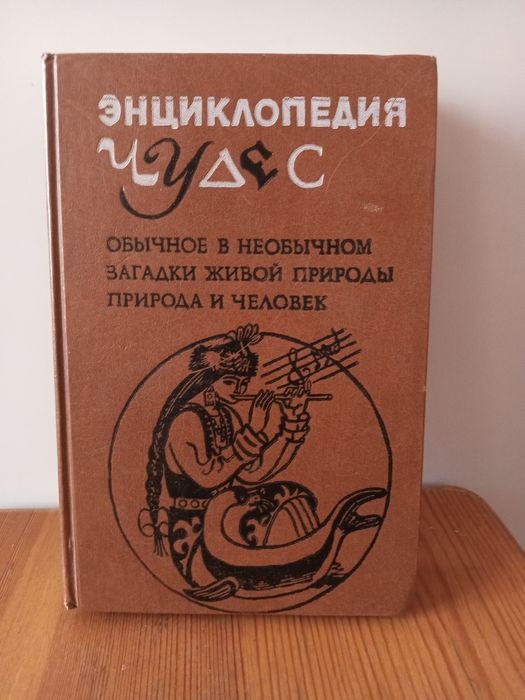 ЭНЦИКЛОПЕДИЯ
ЧУДЕС
ОБЫЧНОЕ В НЕОБЫЧНОМ
ЗАГАДКИ ЖИВОЙ ПРИРОДЫ
ПРИРОДА И ЧЕЛОВЕК